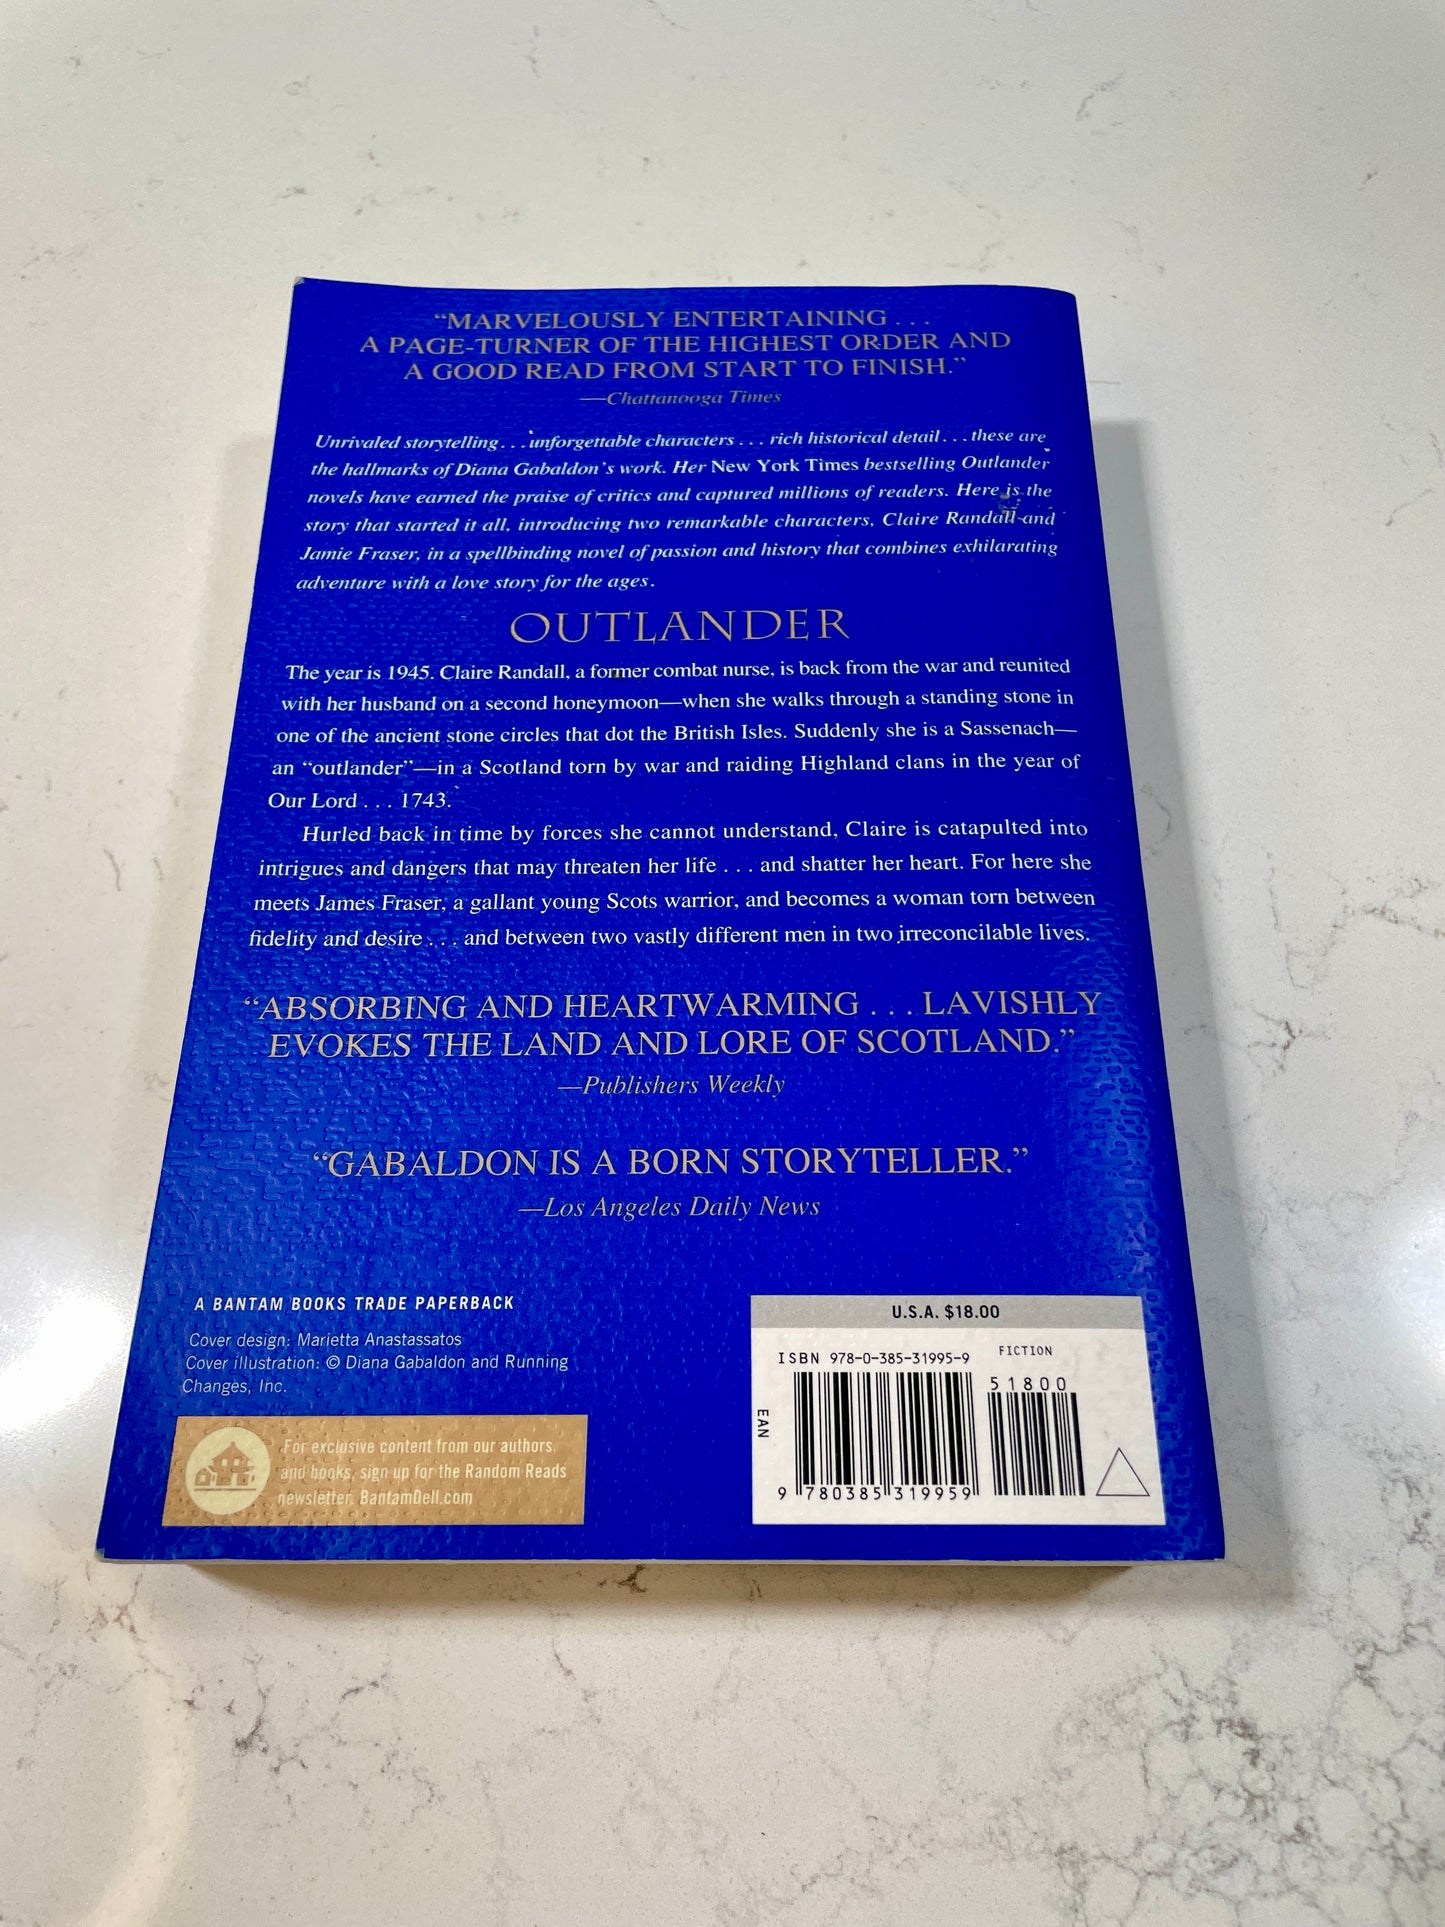 “MARVELOUSLY ENTERTAINING . . .
A PAGE-TURNER OF THE HIGHEST ORDER AND
A GOOD READ FROM START TO FINISH.”
—Chattanooga Times
Unrivaled storytelling . . . unforgettable characters . . . rich historical detail . . . these are
the hallmarks of Diana Gabaldon’s work. Her New York Times bestselling Outlander
novels have earned the praise of critics and captured millions of readers. Here is the
story that started it all, introducing two remarkable characters, Claire Randall and
Jamie Fraser, in a spellbinding novel of passion and history that combines exhilarating
adventure with a love story for the ages.
OUTLANDER
The year is 1945. Claire Randall, a former combat nurse, is back from the war and reunited
with her husband on a second honeymoon—when she walks through a standing stone in
one of the ancient stone circles that dot the British Isles. Suddenly she is a Sassenach—
an “outlander”—in a Scotland torn by war and raiding Highland clans in the year of
Our Lord . . . 1743.
Hurled back in time by forces she cannot understand, Claire is catapulted into
intrigues and dangers that may threaten her life . . . and shatter her heart. For here she
meets James Fraser, a gallant young Scots warrior, and becomes a woman torn between
fidelity and desire . . . and between two vastly different men in two irreconcilable lives.
“ABSORBING AND HEARTWARMING . . . LAVISHLY
EVOKES THE LAND AND LORE OF SCOTLAND.”
—Publishers Weekly
“GABALDON IS A BORN STORYTELLER.”
—Los Angeles Daily News
A BANTAM BOOKS TRADE PAPERBACK
Cover design: Marietta Anastassatos
Cover illustration: © Diana Gabaldon and Running
Changes, Inc.
For exclusive content from our authors
and books, sign up for the Random Reads
newsletter. BantamDell.com
U.S.A. $18.00
ISBN 978-0-385-31995-9
FICTION
51800
EAN
9 780385 319959